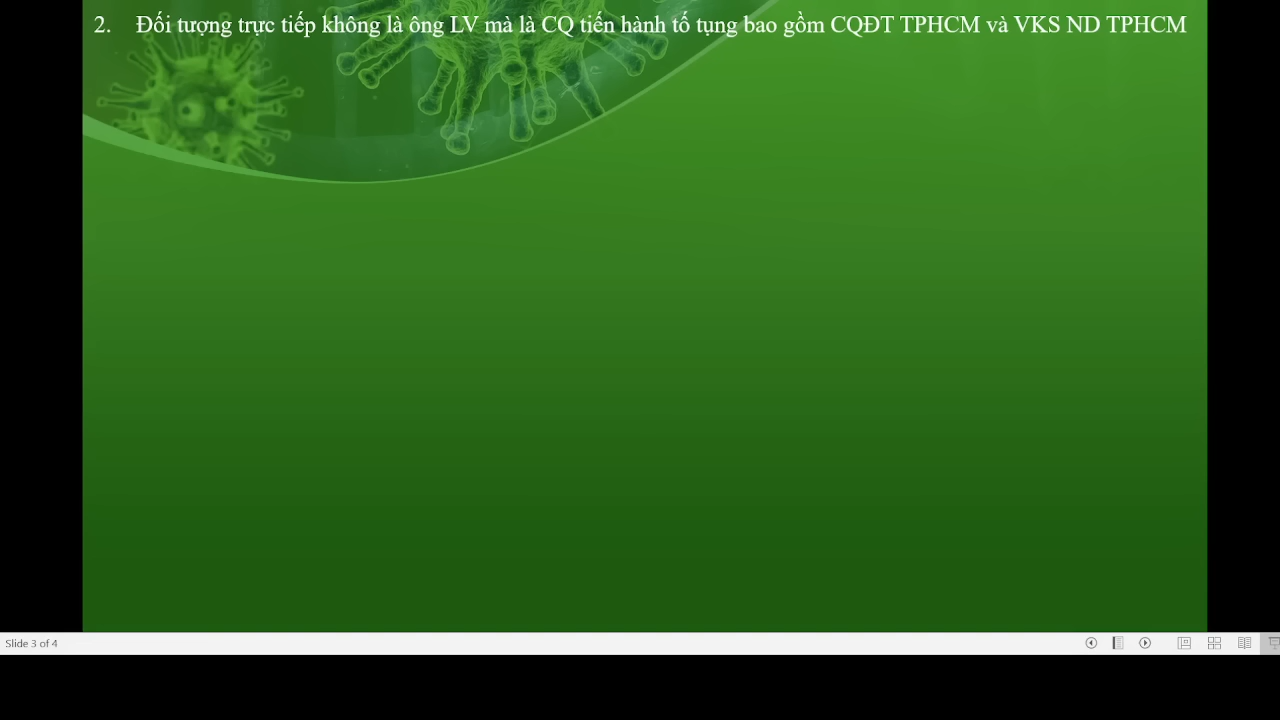 2. Đối tượng trực tiếp không là ông LV mà là CQ tiến hành tố tụng bao gồm CQĐT TPHCM và VKS ND TPHCM
Slide 3 of 4